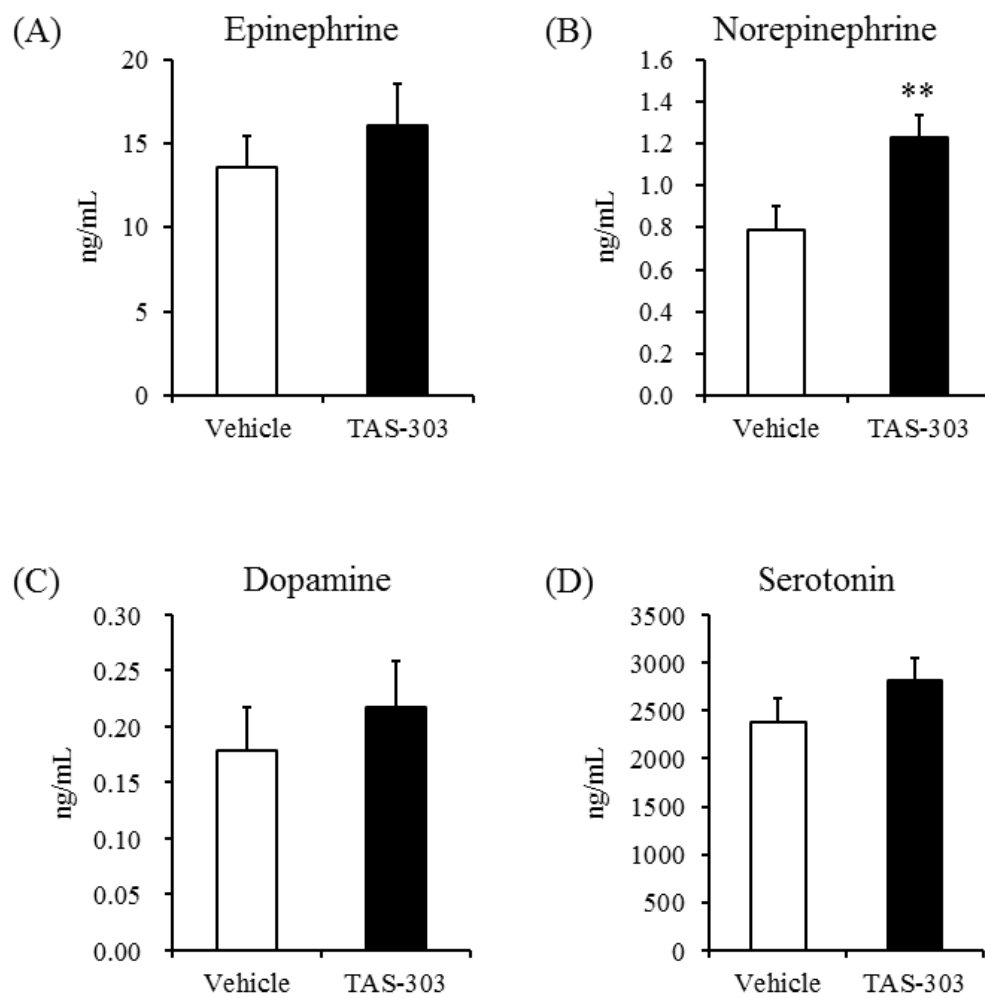 (A) Epinephrine
20
15
10
5
0
ng/mL
Vehicle TAS-303
(B) Norepinephrine
1.6
1.4
1.2
1.0
0.8
0.6
0.4
0.2
0.0
ng/mL
**
Vehicle TAS-303
(C) Dopamine
0.30
0.25
0.20
0.15
0.10
0.05
0.00
ng/mL
Vehicle TAS-303
(D) Serotonin
3500
3000
2500
2000
1500
1000
500
0
ng/mL
Vehicle TAS-303